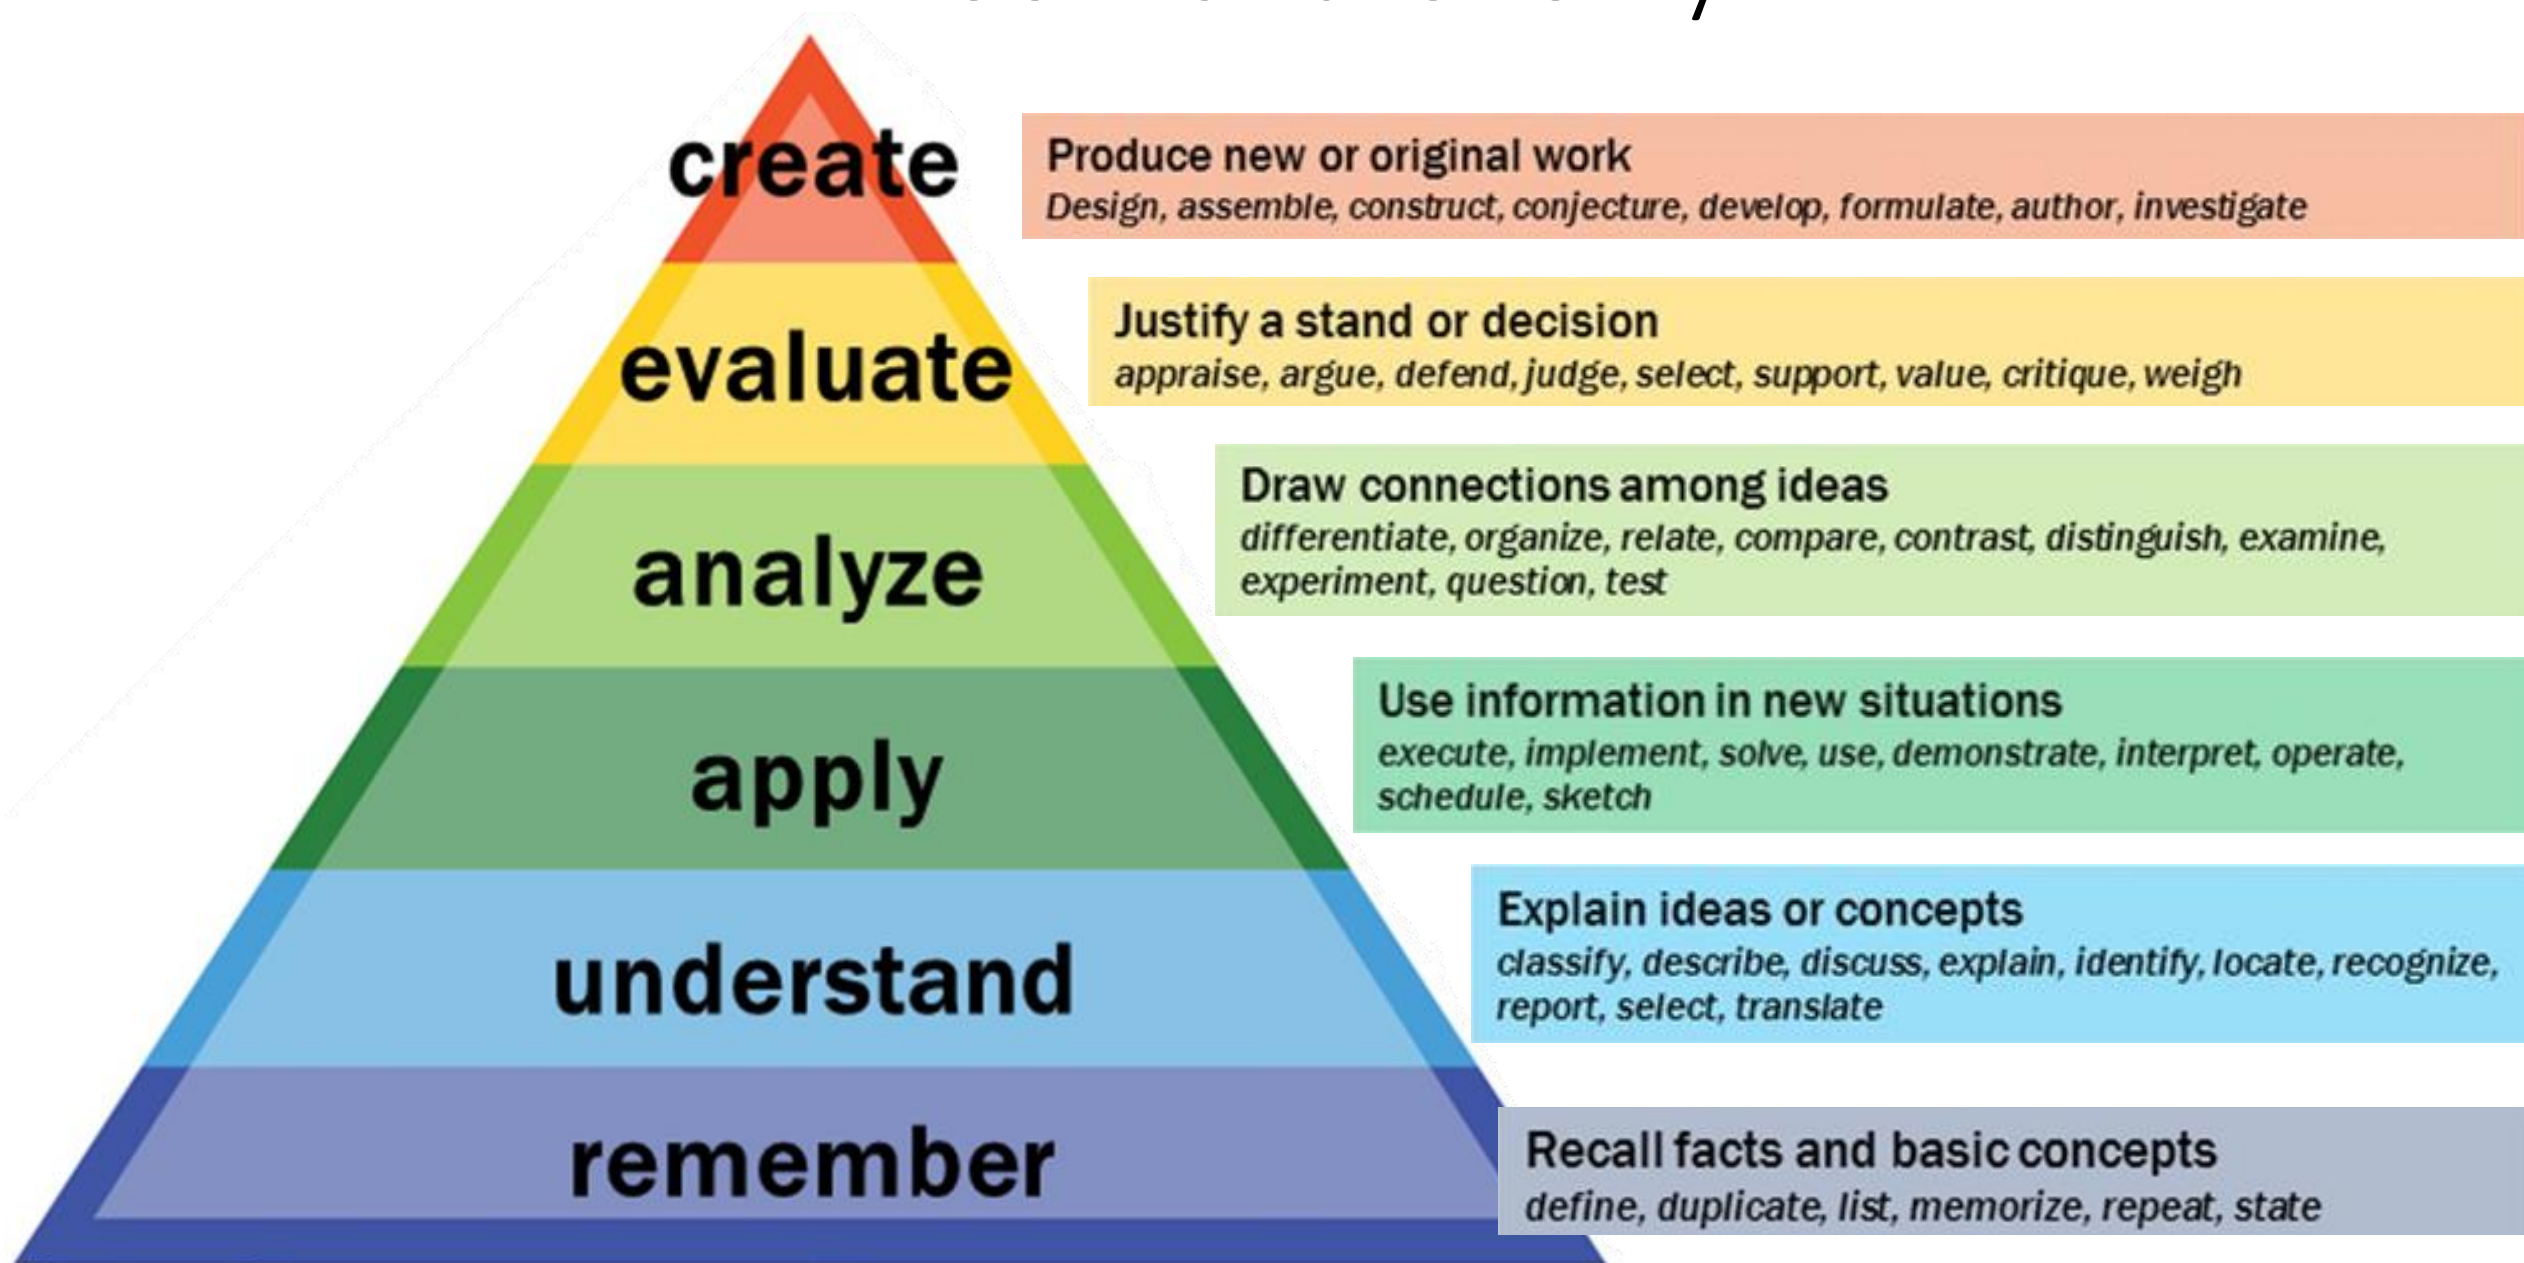 create
Produce new or original work
Design, assemble, construct, conjecture, develop, formulate, author, investigate
evaluate
Justify a stand or decision
appraise, argue, defend, judge, select, support, value, critique, weigh
analyze
Draw connections among ideas
differentiate, organize, relate, compare, contrast, distinguish, examine,
experiment, question, test
apply
Use information in new situations
execute, implement, solve, use, demonstrate, interpret, operate,
schedule, sketch
understand
Explain ideas or concepts
classify, describe, discuss, explain, identify, locate, recognize,
report, select, translate
remember
Recall facts and basic concepts
define, duplicate, list, memorize, repeat, state